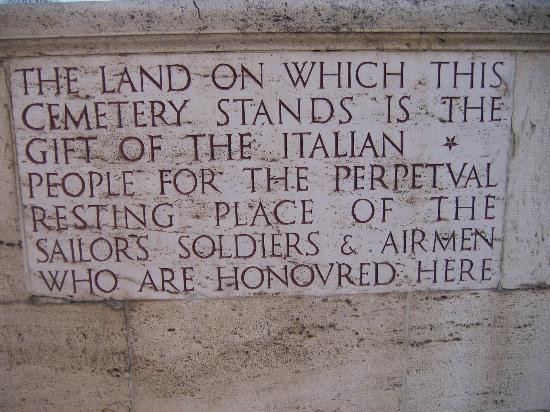 THE LAND ON WHICH THIS
CEMETERY STANDS IS THE
GIFT OF THE ITALIAN ★
PEOPLE FOR THE PERPETVAL
RESTING PLACE OF THE
SAILORS SOLDIERS & AIRMEN
WHO ARE HONOVRED HERE